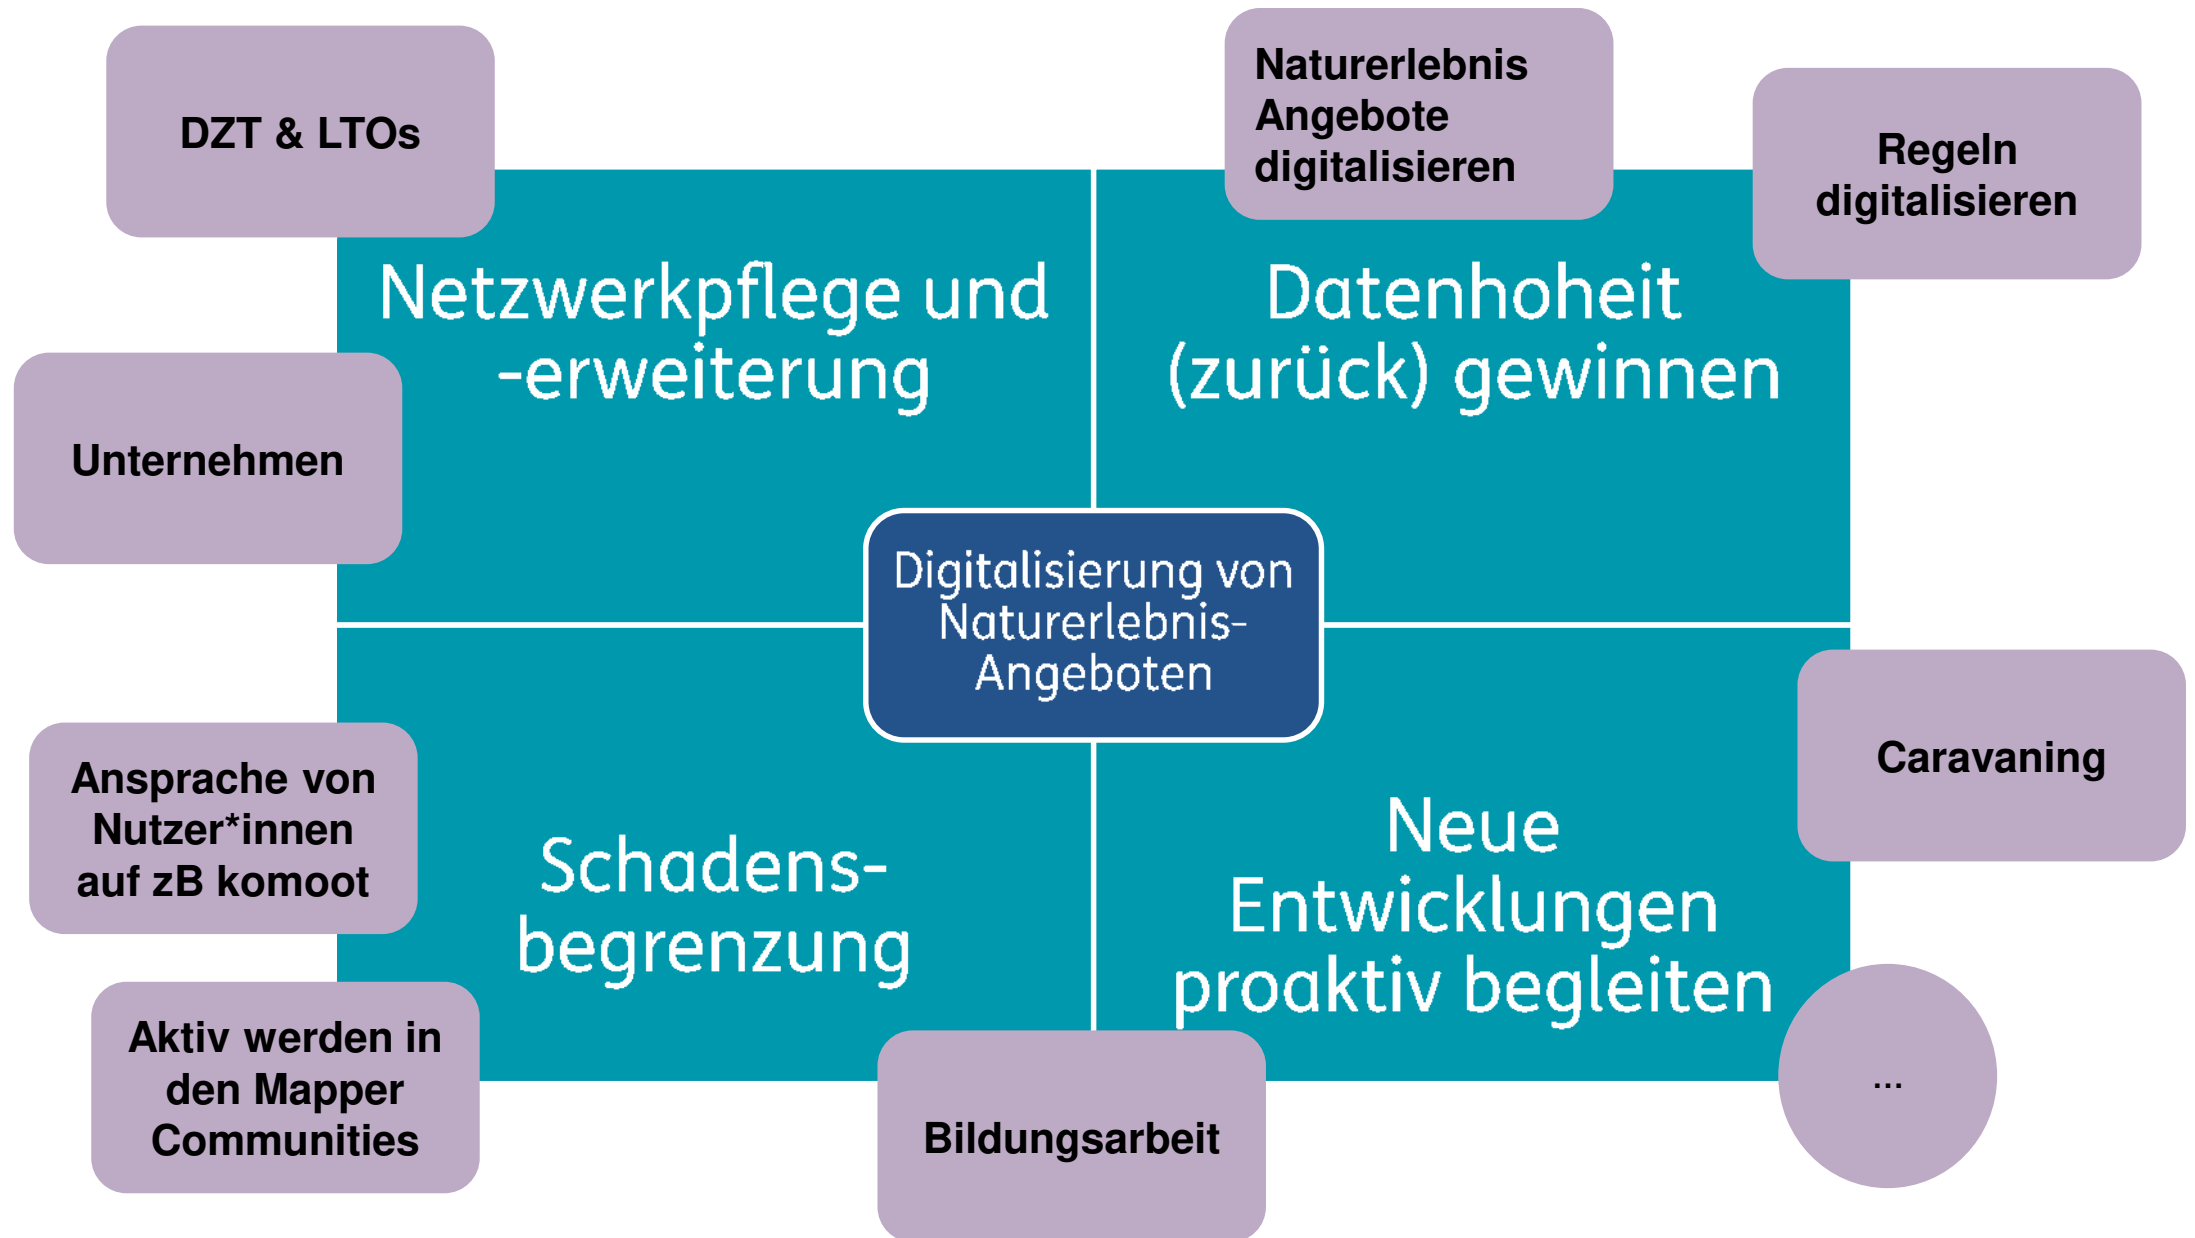 DZT & LTOs
Naturerlebnis
Angebote
digitalisieren
Regeln
digitalisieren
Netzwerkpflege und
-erweiterung
Datenhoheit
(zurück) gewinnen
Unternehmen
Digitalisierung von
Naturerlebnis-
Angeboten
Caravaning
Ansprache von
Nutzer*innen
auf zB komoot
Schadens-
begrenzung
Neue
Entwicklungen
proaktiv begleiten
Aktiv werden in
den Mapper
Communities
Bildungsarbeit
...